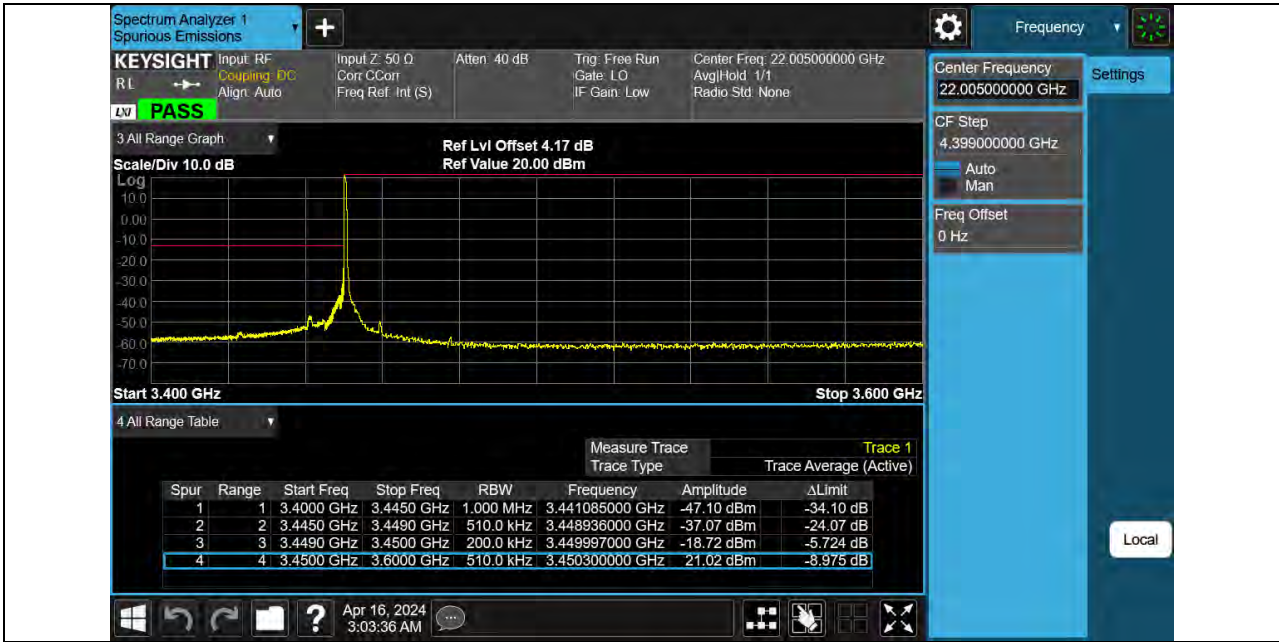 Spectrum Analyzer 1
Spurious Emissions
Frequency
KEYSIGHT
RL
LXI PASS
Input: RF
Coupling: DC
Align: Auto
Input Z: 50 Ω
Corr CCorr
Freq Ref: Int (S)
Atten: 40 dB
Trig: Free Run
Gate: LO
IF Gain: Low
Center Freq: 22.005000000 GHz
Avg|Hold: 1/1
Radio Std: None
Center Frequency
22.005000000 GHz
Settings
CF Step
4.399000000 GHz
Auto
Man
Freq Offset
0 Hz
3 All Range Graph
Scale/Div 10.0 dB
Ref Lvl Offset 4.17 dB
Ref Value 20.00 dBm
Log
10.0
0.00
-10.0
-20.0
-30.0
-40.0
-50.0
-60.0
-70.0
Start 3.400 GHz
Stop 3.600 GHz
4 All Range Table
Measure Trace Trace 1
Trace Type Trace Average (Active)
Spur Range Start Freq Stop Freq RBW Frequency Amplitude ΔLimit
1 1 3.4000 GHz 3.4450 GHz 1.000 MHz 3.441085000 GHz -47.10 dBm -34.10 dB
2 2 3.4450 GHz 3.4490 GHz 510.0 kHz 3.448936000 GHz -37.07 dBm -24.07 dB
3 3 3.4490 GHz 3.4500 GHz 200.0 kHz 3.449997000 GHz -18.72 dBm -5.724 dB
4 4 3.4500 GHz 3.6000 GHz 510.0 kHz 3.450300000 GHz 21.02 dBm -8.975 dB
Local
Apr 16, 2024
3:03:36 AM